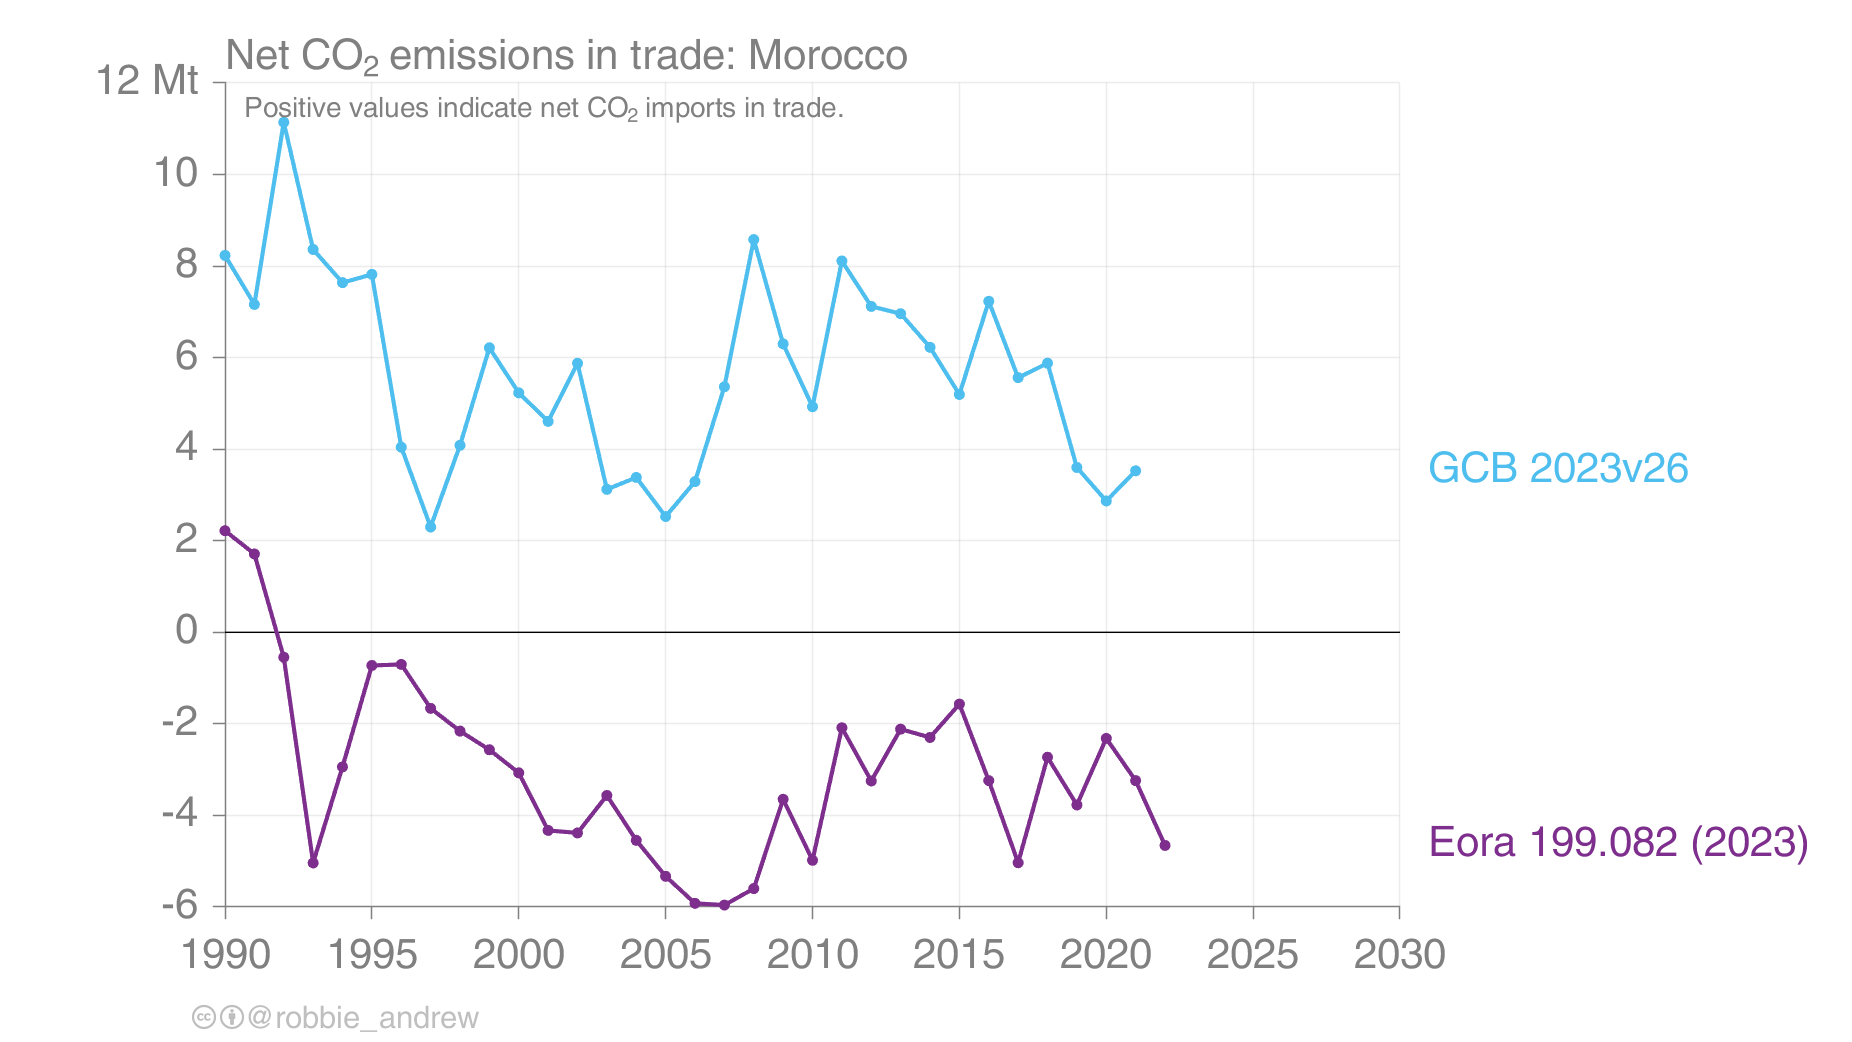 Net CO₂ emissions in trade: Morocco
12 Mt
Positive values indicate net CO₂ imports in trade.
10
8
6
4
GCB 2023v26
2
0
-2
-4
Eora 199.082 (2023)
-6
1990 1995 2000 2005 2010 2015 2020 2025 2030
@robbie_andrew